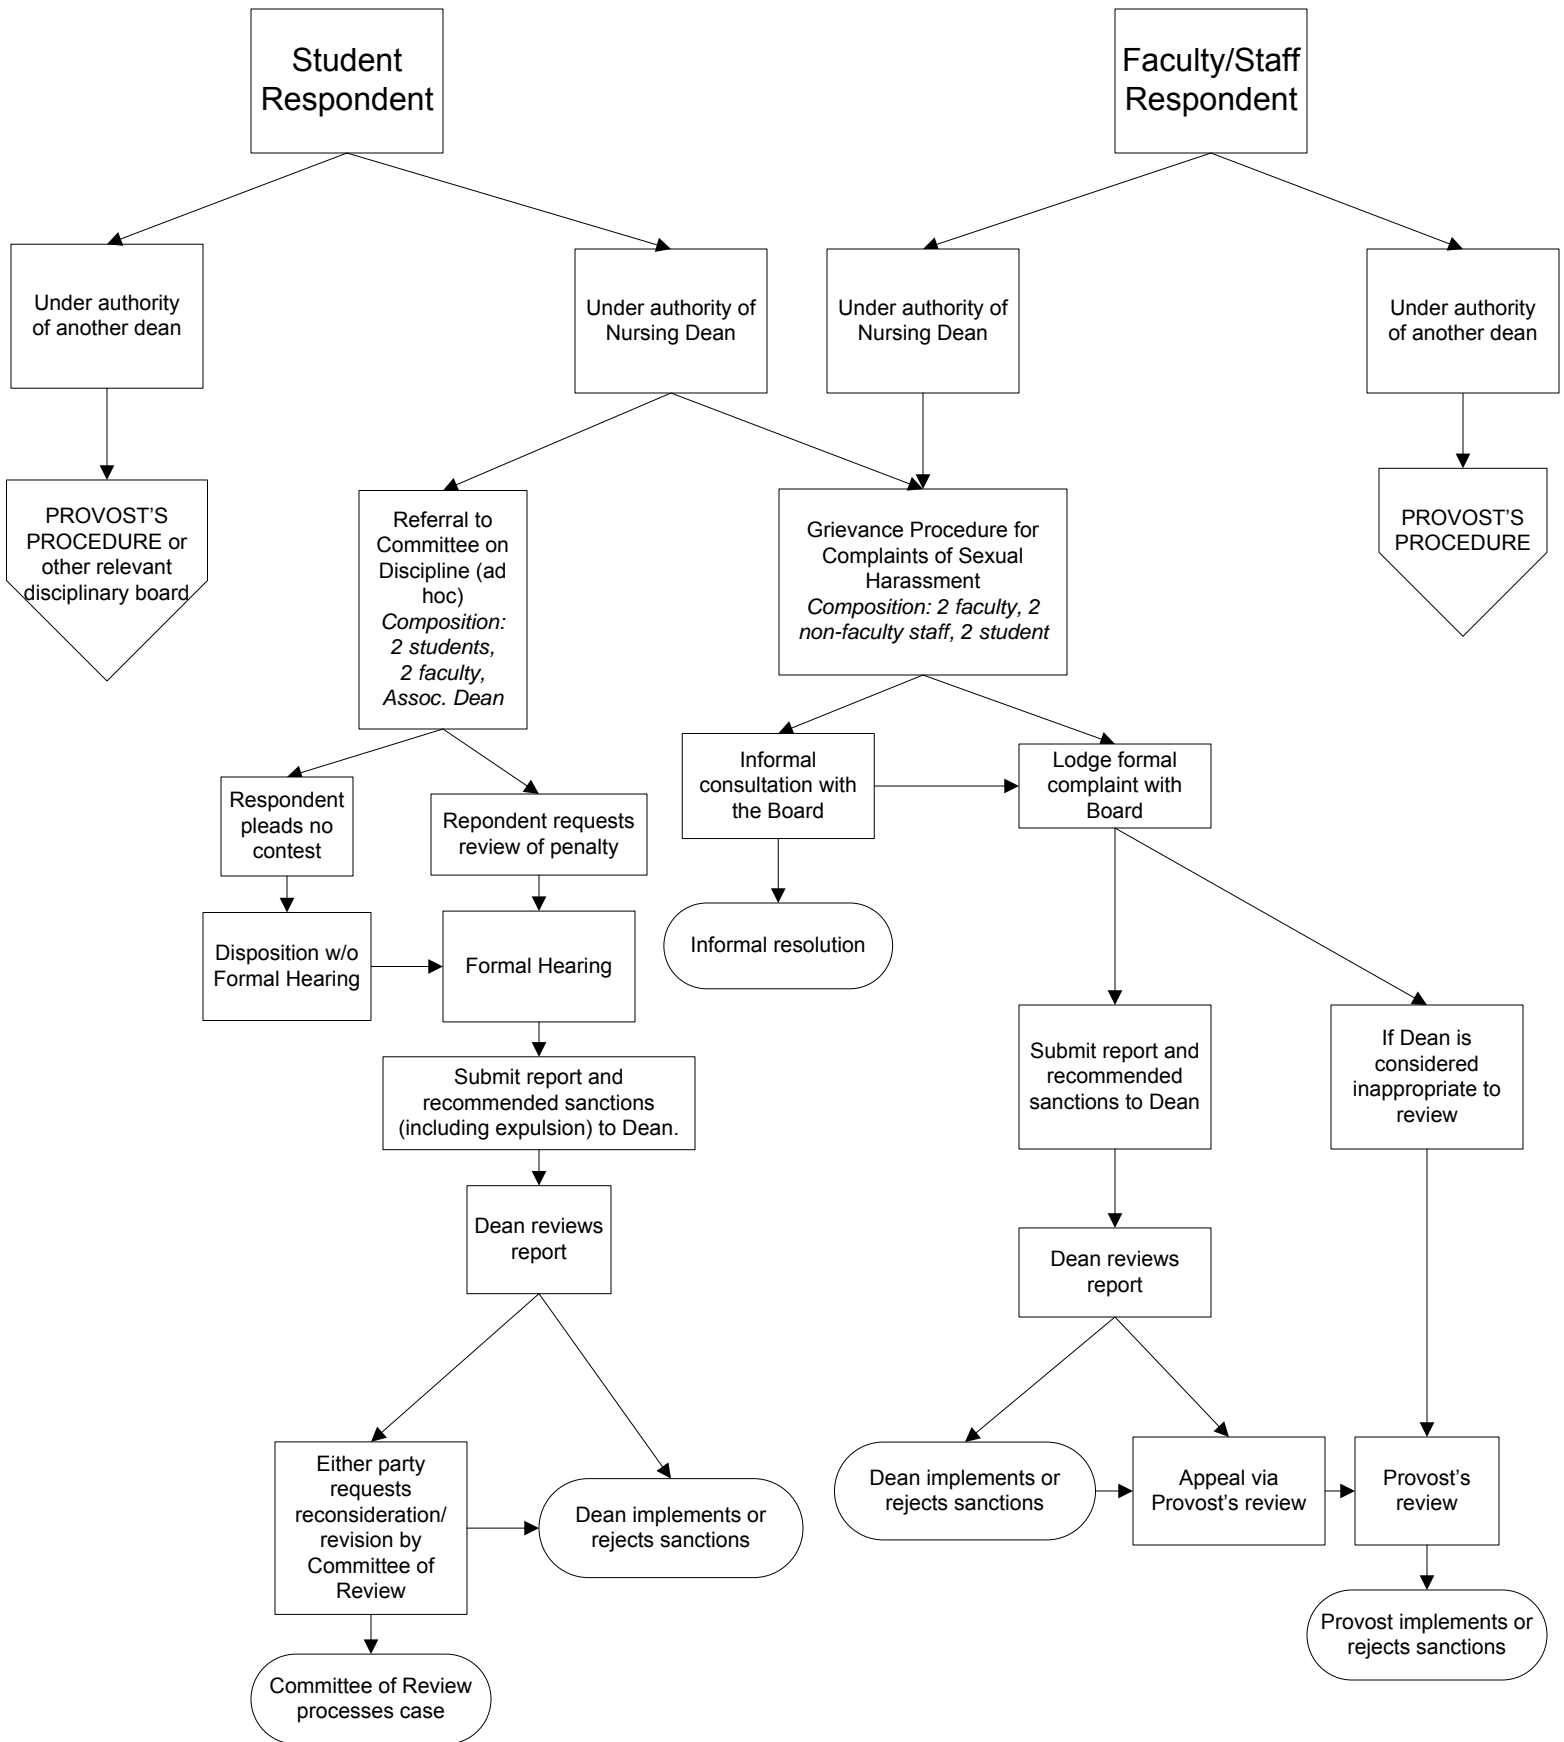 Student
Respondent
Faculty/Staff
Respondent
Under authority
of another dean
Under authority of
Nursing Dean
Under authority of
Nursing Dean
Under authority
of another dean
PROVOST'S
PROCEDURE or
other relevant
disciplinary board
Referral to
Committee on
Discipline (ad
hoc)
Composition:
2 students,
2 faculty,
Assoc. Dean
Grievance Procedure for
Complaints of Sexual
Harassment
Composition: 2 faculty, 2
non-faculty staff, 2 student
PROVOST'S
PROCEDURE
Respondent
pleads no
contest
Repondent requests
review of penalty
Informal
consultation with
the Board
Lodge formal
complaint with
Board
Disposition w/o
Formal Hearing
Formal Hearing
Informal resolution
Submit report and
recommended sanctions
(including expulsion) to Dean.
Submit report and
recommended
sanctions to Dean
If Dean is
considered
inappropriate to
review
Dean reviews
report
Dean reviews
report
Either party
requests
reconsideration/
revision by
Committee of
Review
Dean implements or
rejects sanctions
Dean implements or
rejects sanctions
Appeal via
Provost's review
Provost's
review
Committee of Review
processes case
Provost implements or
rejects sanctions